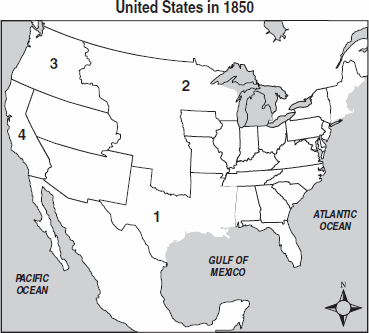 United States in 1850
3
2
4
1
ATLANTIC
OCEAN
GULF OF
MEXICO
PACIFIC
OCEAN
N